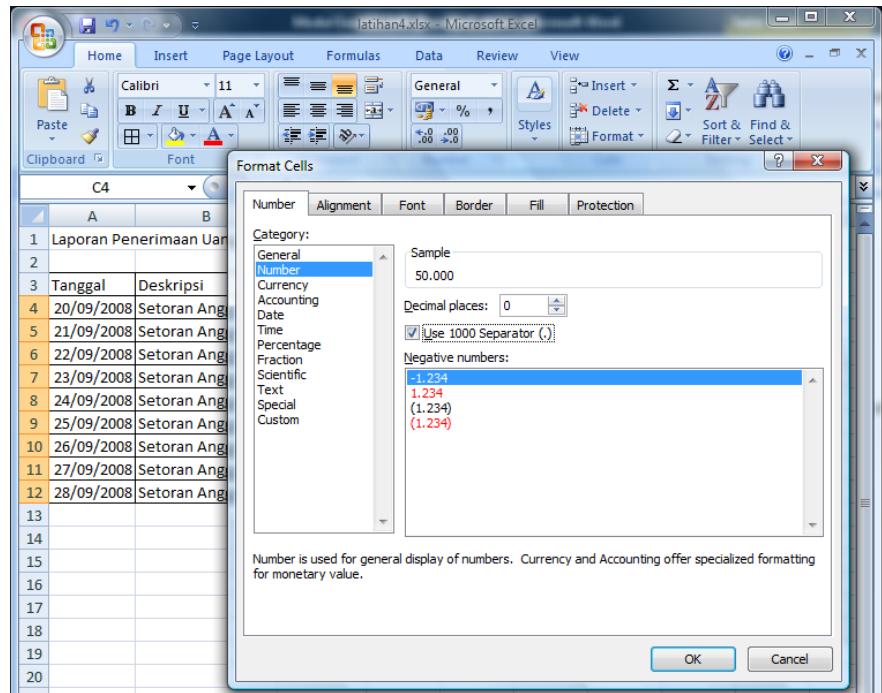 latihan4.xlsx - Microsoft Excel
Home Insert Page Layout Formulas Data Review View
Paste
Clipboard
Calibri 11
B I U A A
A
Font
General
% ,
Styles
Insert
Delete
Format
Σ
Sort & Filter
Find & Select
C4
A B
1 Laporan Penerimaan Uan
2
3 Tanggal Deskripsi
4 20/09/2008 Setoran Ang
5 21/09/2008 Setoran Ang
6 22/09/2008 Setoran Ang
7 23/09/2008 Setoran Ang
8 24/09/2008 Setoran Ang
9 25/09/2008 Setoran Ang
10 26/09/2008 Setoran Ang
11 27/09/2008 Setoran Ang
12 28/09/2008 Setoran Ang
13
14
15
16
17
18
19
20
Format Cells
Number Alignment Font Border Fill Protection
Category:
General
Number
Currency
Accounting
Date
Time
Percentage
Fraction
Scientific
Text
Special
Custom
Sample
50.000
Decimal places: 0
Use 1000 Separator (.)
Negative numbers:
-1.234
1.234
(1.234)
(1.234)
Number is used for general display of numbers. Currency and Accounting offer specialized formatting
for monetary value.
OK Cancel